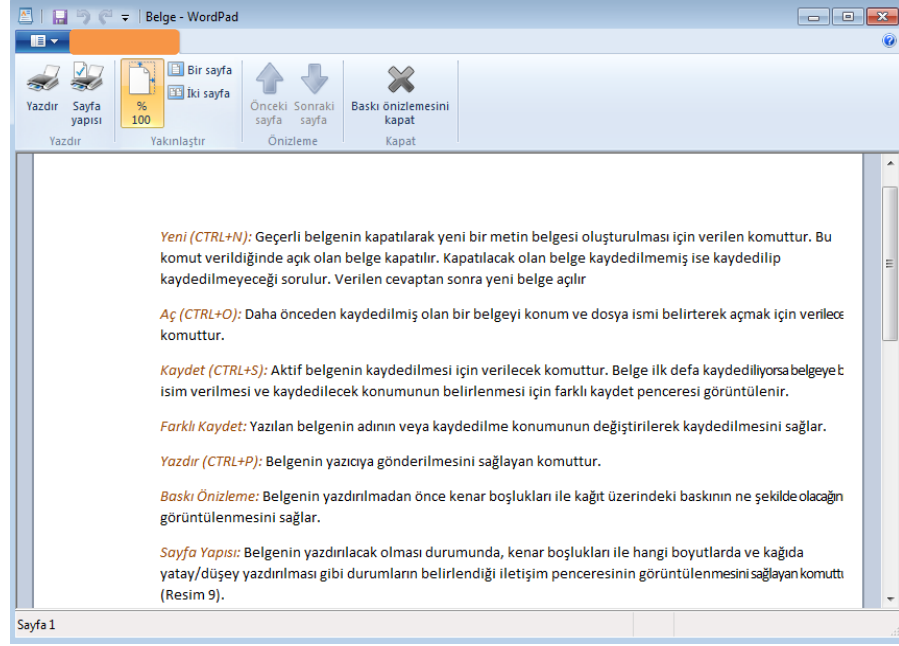 Belge - WordPad
Bir sayfa
İki sayfa
Yazdır
Sayfa yapısı
% 100
Önceki sayfa
Sonraki sayfa
Baskı önizlemesini kapat
Yazdır
Yakınlaştır
Önizleme
Kapat
Yeni (CTRL+N): Geçerli belgenin kapatılarak yeni bir metin belgesi oluşturulması için verilen komuttur. Bu
komut verildiğinde açık olan belge kapatılır. Kapatılacak olan belge kaydedilmemiş ise kaydedilip
kaydedilmeyeceği sorulur. Verilen cevaptan sonra yeni belge açılır
Aç (CTRL+O): Daha önceden kaydedilmiş olan bir belgeyi konum ve dosya ismi belirterek açmak için verilece
komuttur.
Kaydet (CTRL+S): Aktif belgenin kaydedilmesi için verilecek komuttur. Belge ilk defa kaydediliyorsa belgeye b
isim verilmesi ve kaydedilecek konumunun belirlenmesi için farklı kaydet penceresi görüntülenir.
Farklı Kaydet: Yazılan belgenin adının veya kaydedilme konumunun değiştirilerek kaydedilmesini sağlar.
Yazdır (CTRL+P): Belgenin yazıcıya gönderilmesini sağlayan komuttur.
Baskı Önizleme: Belgenin yazdırılmadan önce kenar boşlukları ile kağıt üzerindeki baskının ne şekilde olacağın
görüntülenmesini sağlar.
Sayfa Yapısı: Belgenin yazdırılacak olması durumunda, kenar boşlukları ile hangi boyutlarda ve kağıda
yatay/düşey yazdırılması gibi durumların belirlendiği iletişim penceresinin görüntülenmesini sağlayan komuttu
(Resim 9).
Sayfa 1